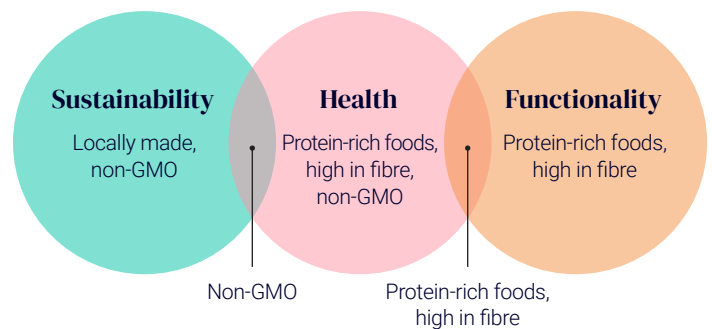 Sustainability
Locally made,
non-GMO
Health
Protein-rich foods,
high in fibre,
non-GMO
Functionality
Protein-rich foods,
high in fibre
Non-GMO
Protein-rich foods,
high in fibre